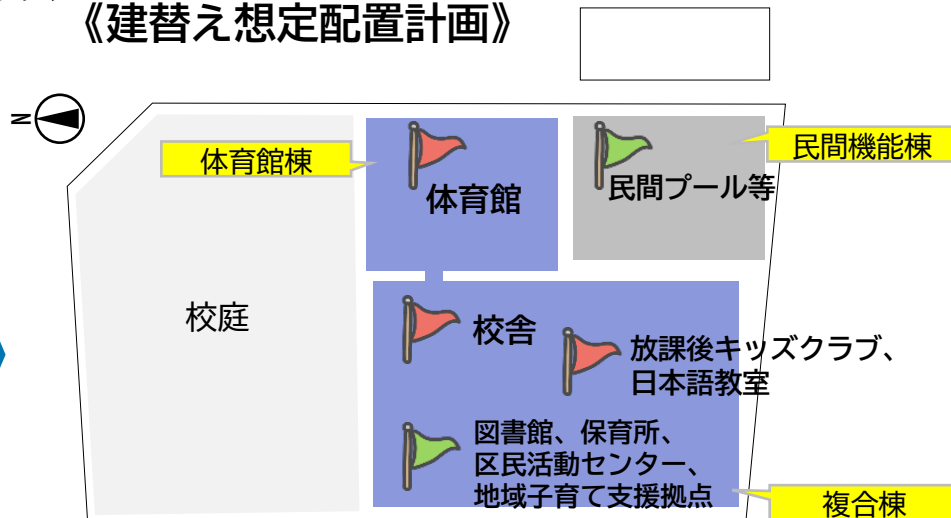 《建替え想定配置計画》
N
体育館棟
民間機能棟
体育館
民間プール等
校庭
校舎
放課後キッズクラブ、
日本語教室
図書館、保育所、
区民活動センター、
地域子育て支援拠点
複合棟